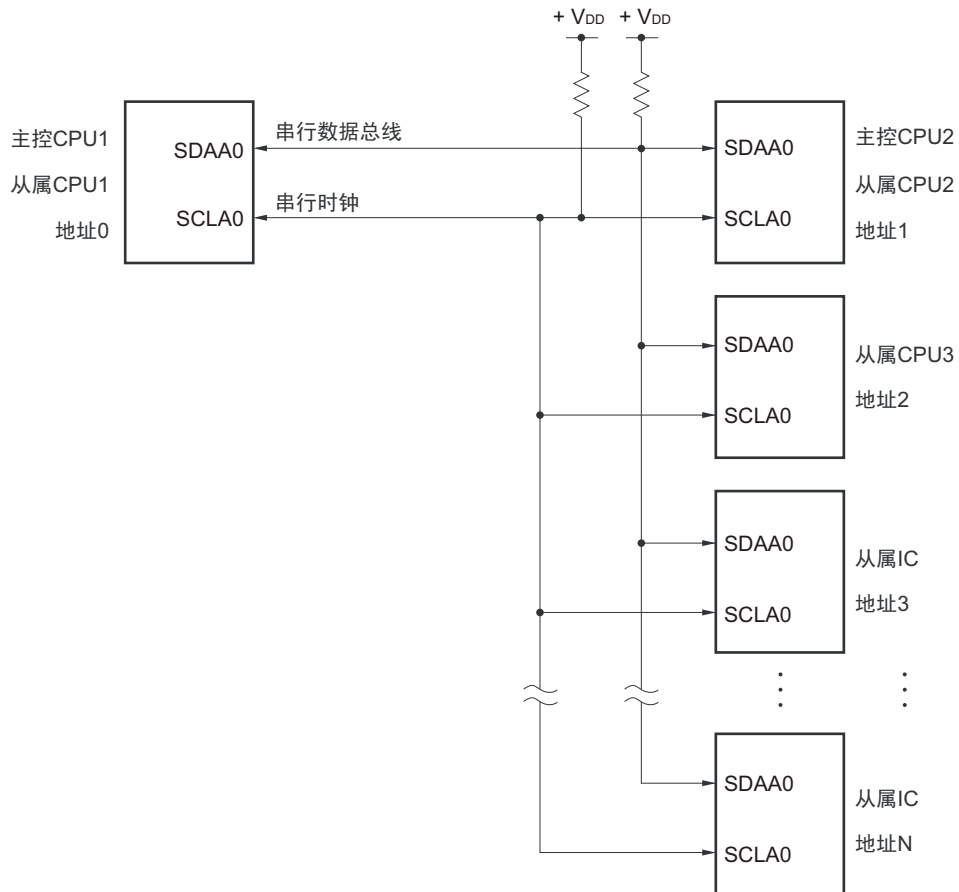 + VDD + VDD
主控CPU1
从属CPU1
地址0
SDAA0
SCLA0
串行数据总线
串行时钟
SDAA0
SCLA0
主控CPU2
从属CPU2
地址1
SDAA0
SCLA0
从属CPU3
地址2
SDAA0
SCLA0
从属IC
地址3
SDAA0
SCLA0
从属IC
地址N